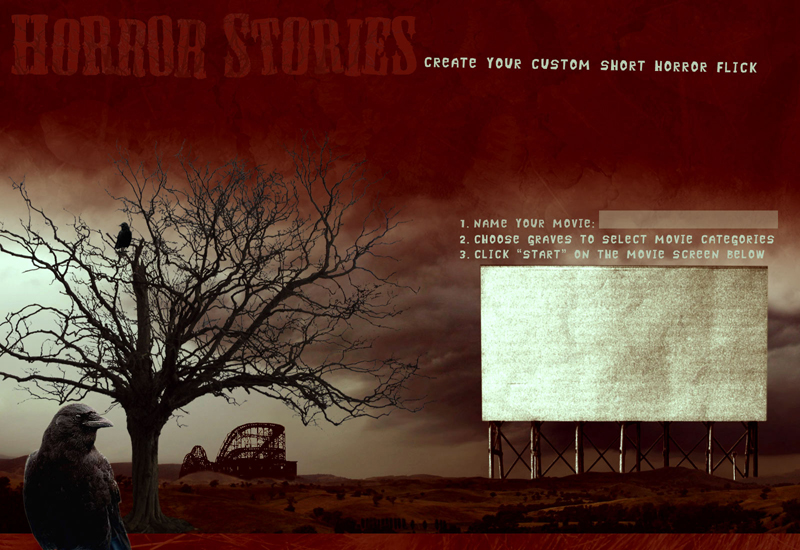 HORROR STORIES
CREATE YOUR CUSTOM SHORT HORROR FLICK
1. NAME YOUR MOVIE:
2. CHOOSE GRAVES TO SELECT MOVIE CATEGORIES
3. CLICK "START" ON THE MOVIE SCREEN BELOW